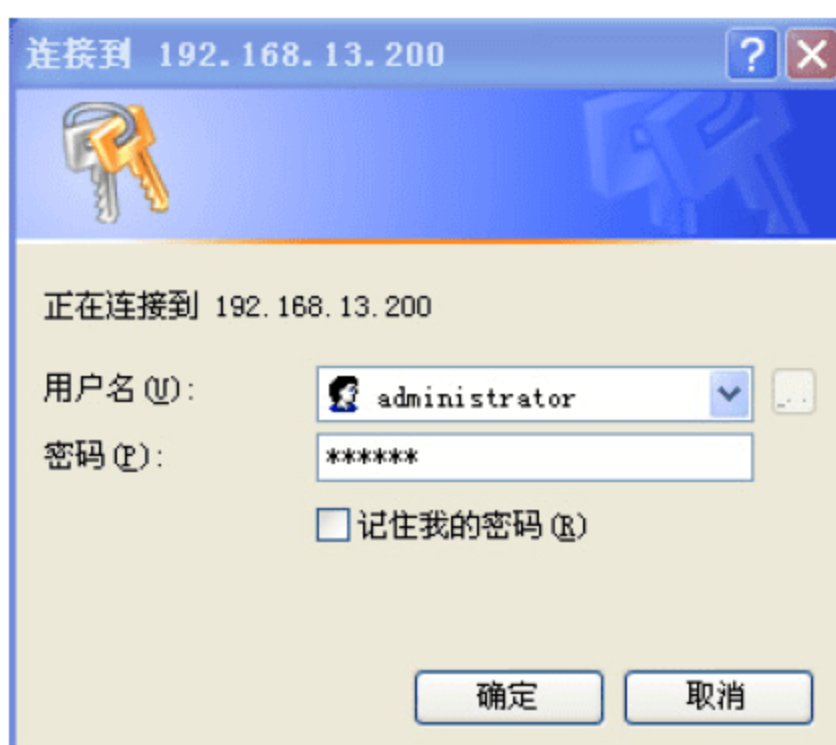 连接到 192.168.13.200
正在连接到 192.168.13.200
用户名(U): administrator
密码(P): ******
记住我的密码(R)
确定 取消